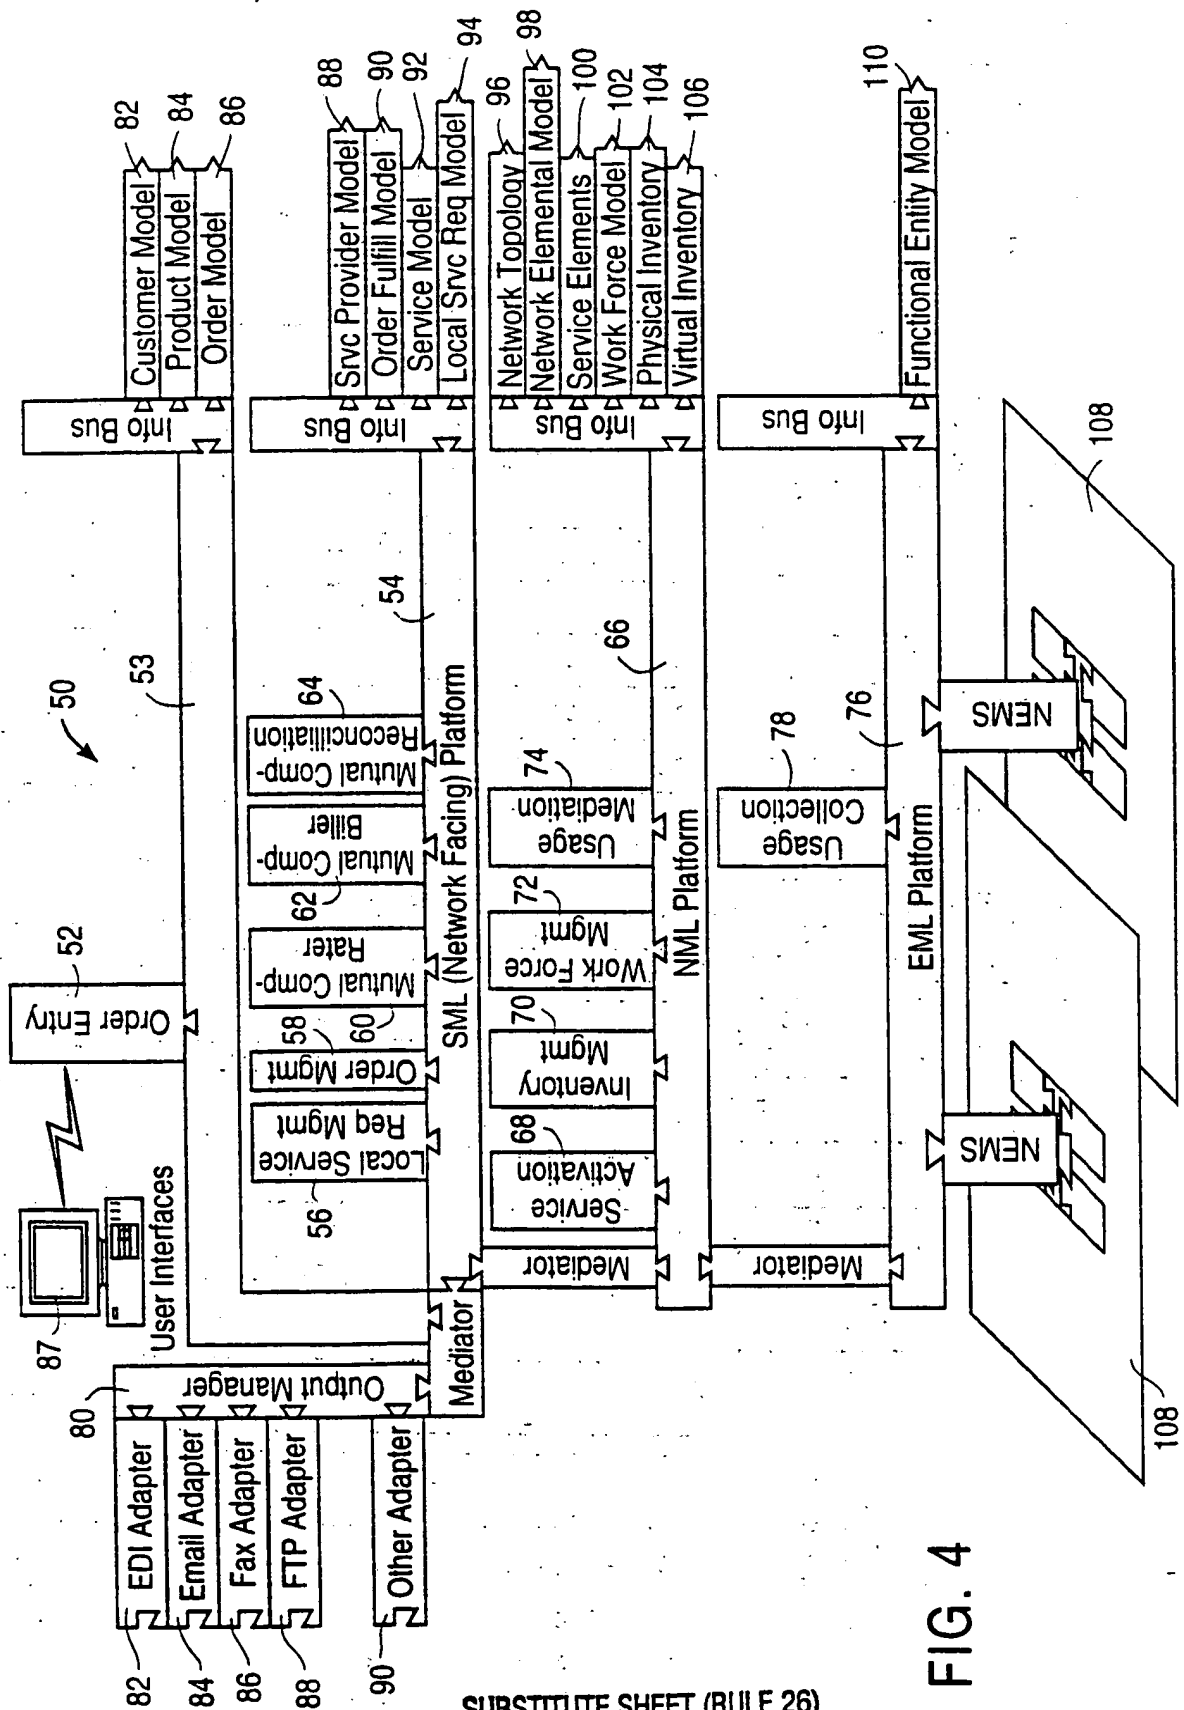 50
87
User Interfaces
52
Order Entry
53
Info Bus
Customer Model
82
Product Model
84
Order Model
86
80
Output Manager
82
EDI Adapter
84
Email Adapter
86
Fax Adapter
88
FTP Adapter
90
Other Adapter
Mediator
56
Local Service
Req Mgmt
58
Order Mgmt
60
Mutual Comp-
Rater
62
Mutual Comp-
Biller
64
Mutual Comp-
Reconcilliation
54
SML (Network Facing) Platform
Info Bus
Srvc Provider Model
88
Order Fulfill Model
90
Service Model
92
Local Srvc Req Model
94
Mediator
68
Service
Activation
70
Inventory
Mgmt
72
Work Force
Mgmt
74
Usage
Mediation
66
NML Platform
Info Bus
Network Topology
96
Network Elemental Model
98
Service Elements
100
Work Force Model
102
Physical Inventory
104
Virtual Inventory
106
Mediator
78
Usage
Collection
76
EML Platform
Info Bus
Functional Entity Model
110
NEMS
NEMS
108
108
FIG. 4
SUBSTITUTE SHEET (RULE 26)